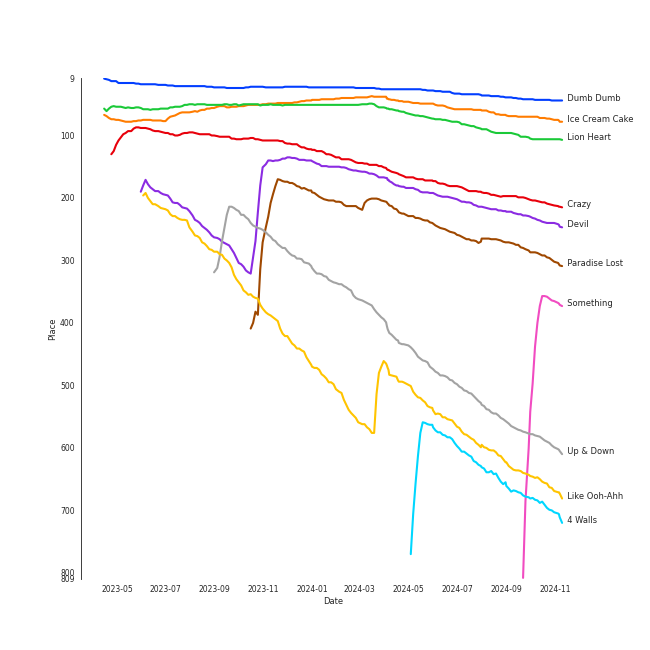 9
100
200
300
400
500
600
700
800
809
Place
2023-05 2023-07 2023-09 2023-11 2024-01 2024-03 2024-05 2024-07 2024-09 2024-11
Date
Dumb Dumb
Ice Cream Cake
Lion Heart
Crazy
Devil
Paradise Lost
Something
Up & Down
Like Ooh-Ahh
4 Walls